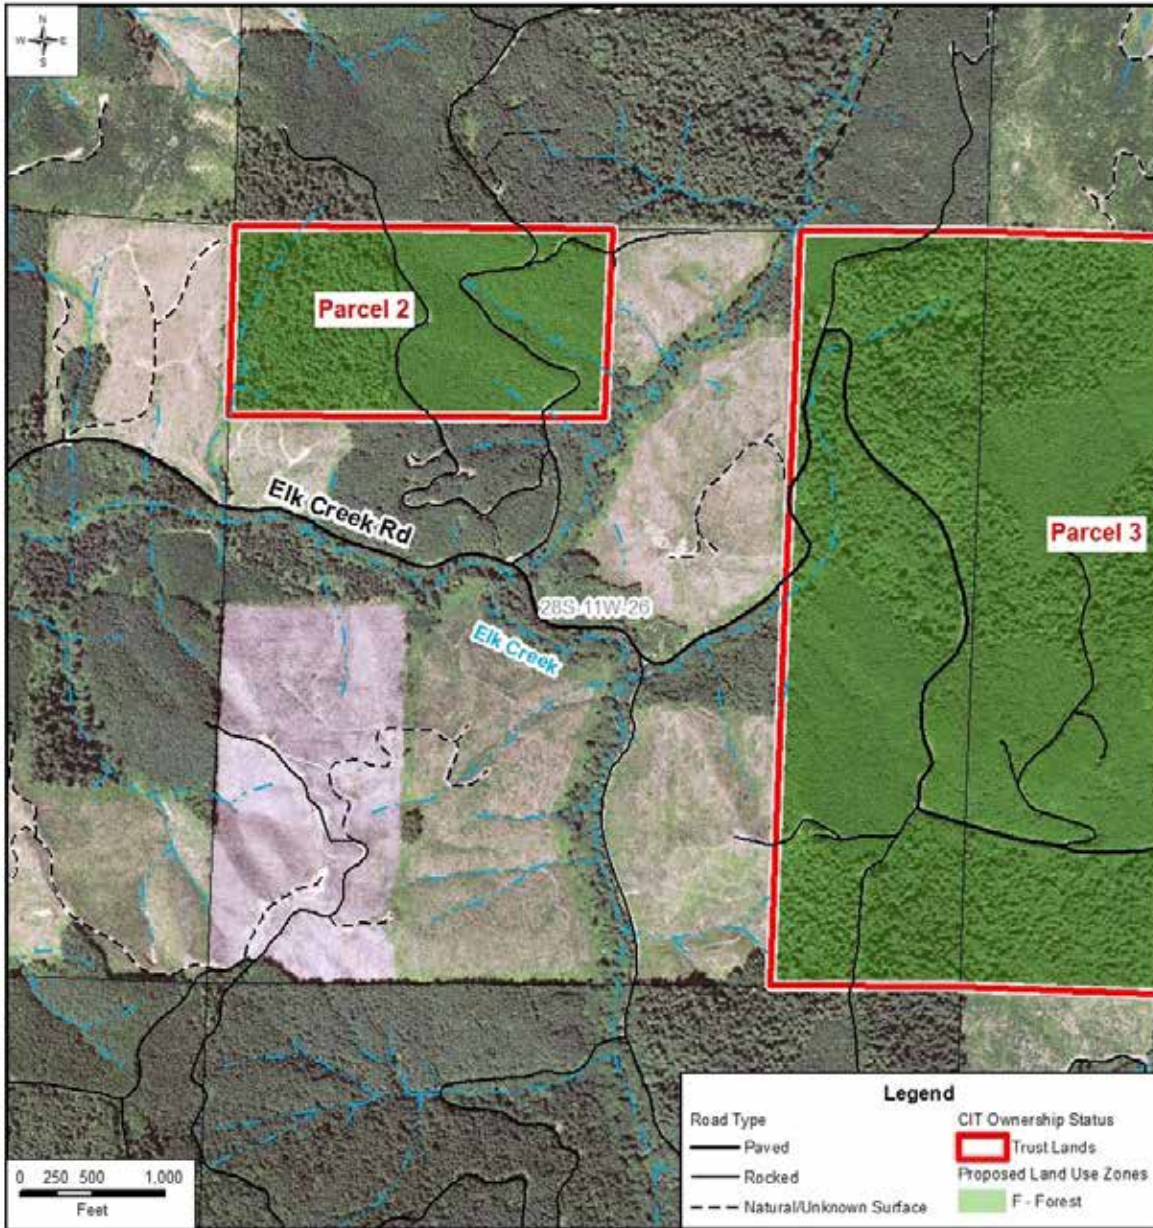 N
W E
S
Parcel 2
Elk Creek Rd
28S-11W-26
Elk Creek
Parcel 3
0 250 500 1,000
Feet
Legend
Road Type
Paved
Rocked
Natural/Unknown Surface
CIT Ownership Status
Trust Lands
Proposed Land Use Zones
F - Forest